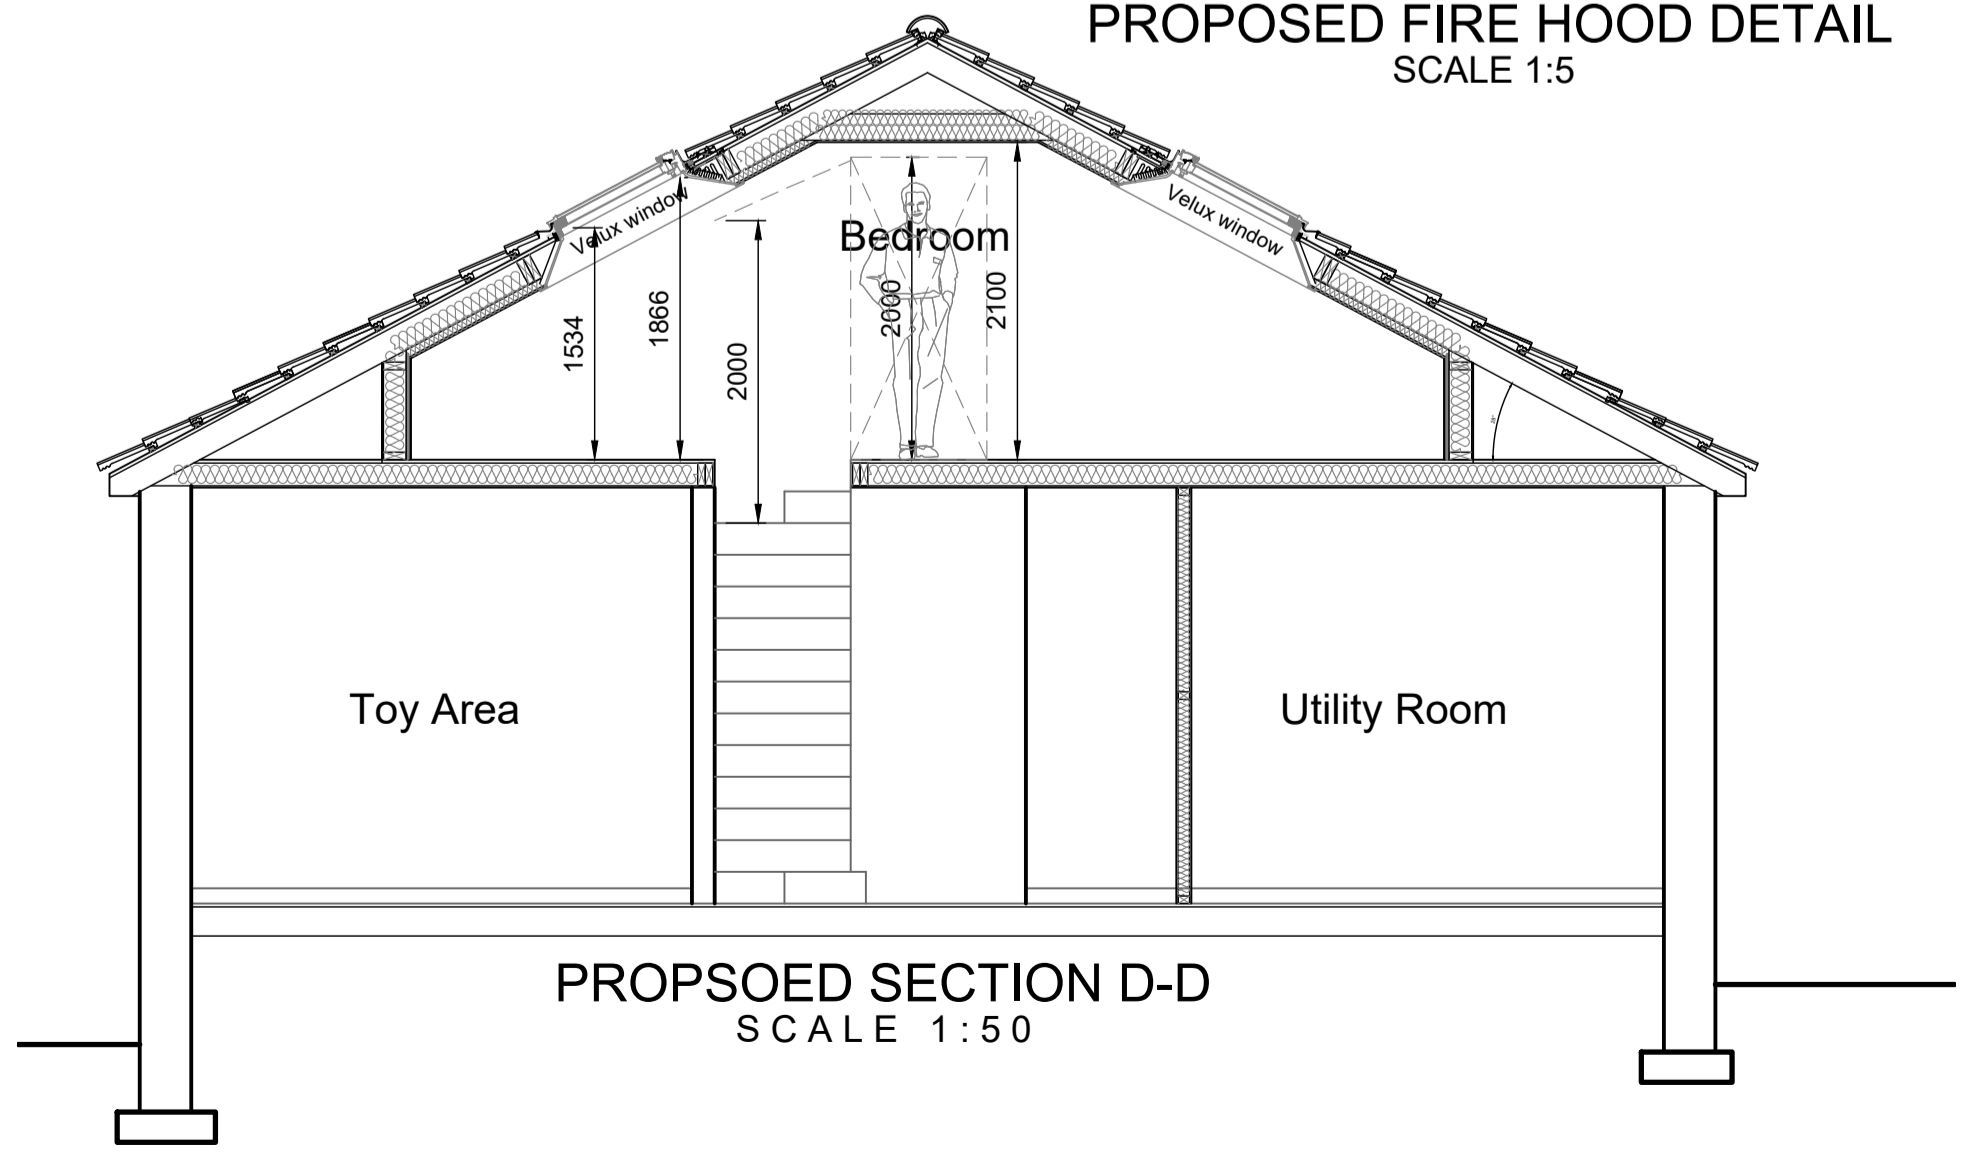 PROPOSED FIRE HOOD DETAIL
SCALE 1:5
Velux window
Velux window
Bedroom
1534
1866
2000
2000
2100
Toy Area
Utility Room
PROPSOED SECTION D-D
SCALE 1:50